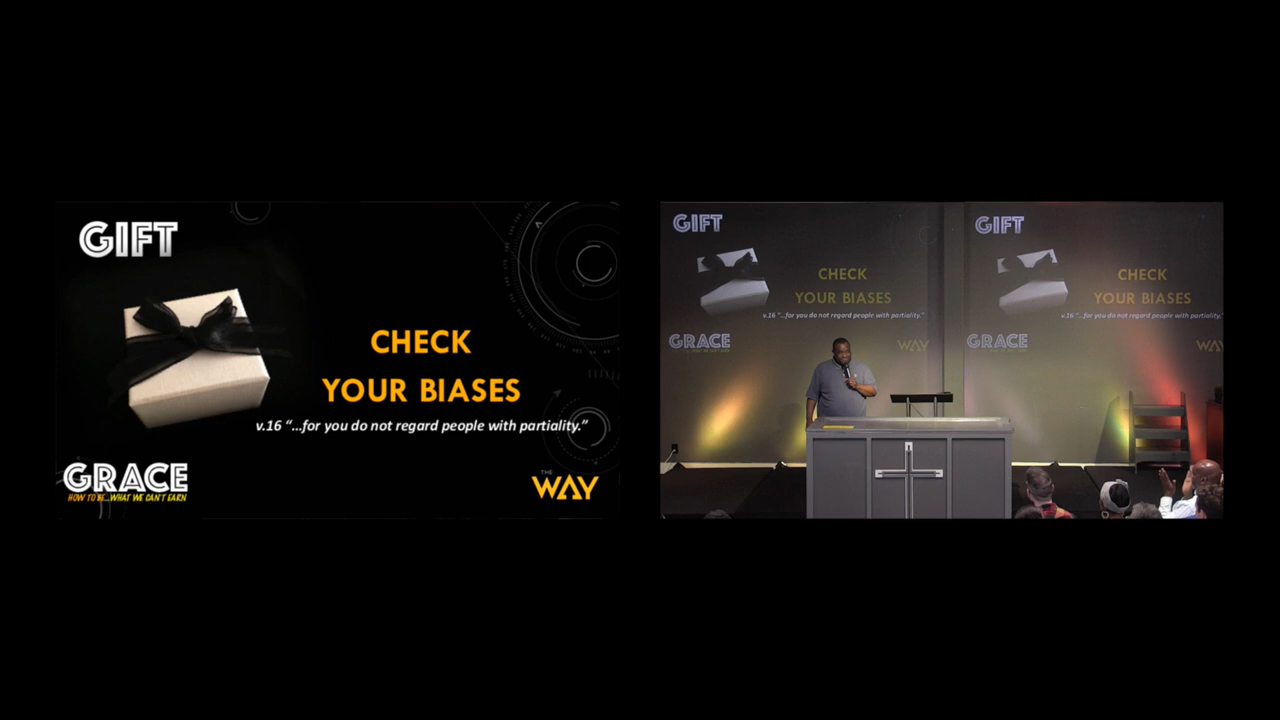 GIFT
CHECK
YOUR BIASES
v.16 “...for you do not regard people with partiality.”
GRACE
HOW TO BE...WHAT WE CAN'T EARN
THE
WAY
GIFT
CHECK
YOUR BIASES
v.16 “...for you do not regard people with partiality.”
GRACE
WAY
GIFT
CHECK
YOUR BIASES
v.16 “...for you do not regard people with partiality.”
GRACE
WAY